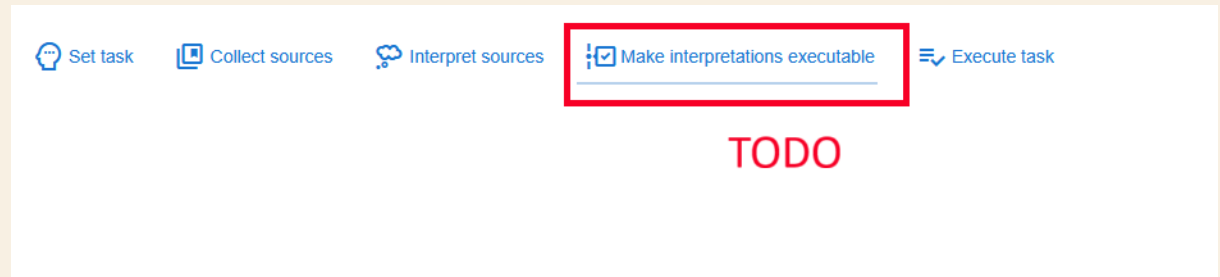 Set task Collect sources Interpret sources Make interpretations executable Execute task
TODO